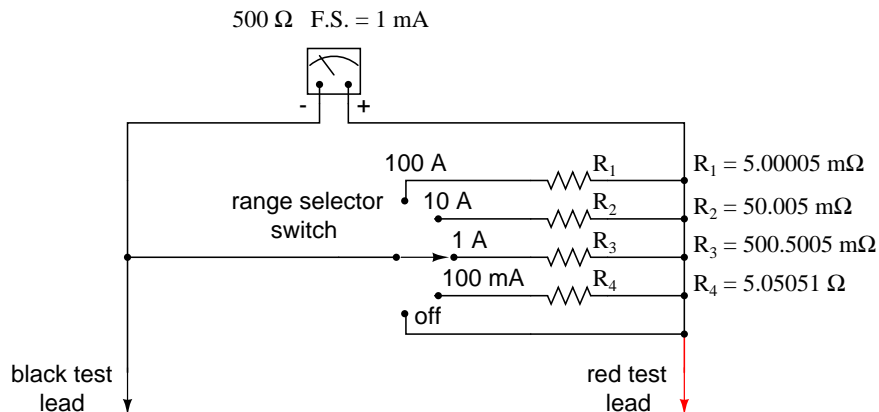 500 Ω F.S. = 1 mA
- +
100 A R₁ R₁ = 5.00005 mΩ
10 A R₂ R₂ = 50.005 mΩ
range selector
switch
1 A R₃ R₃ = 500.5005 mΩ
100 mA R₄ R₄ = 5.05051 Ω
off
black test
lead
red test
lead